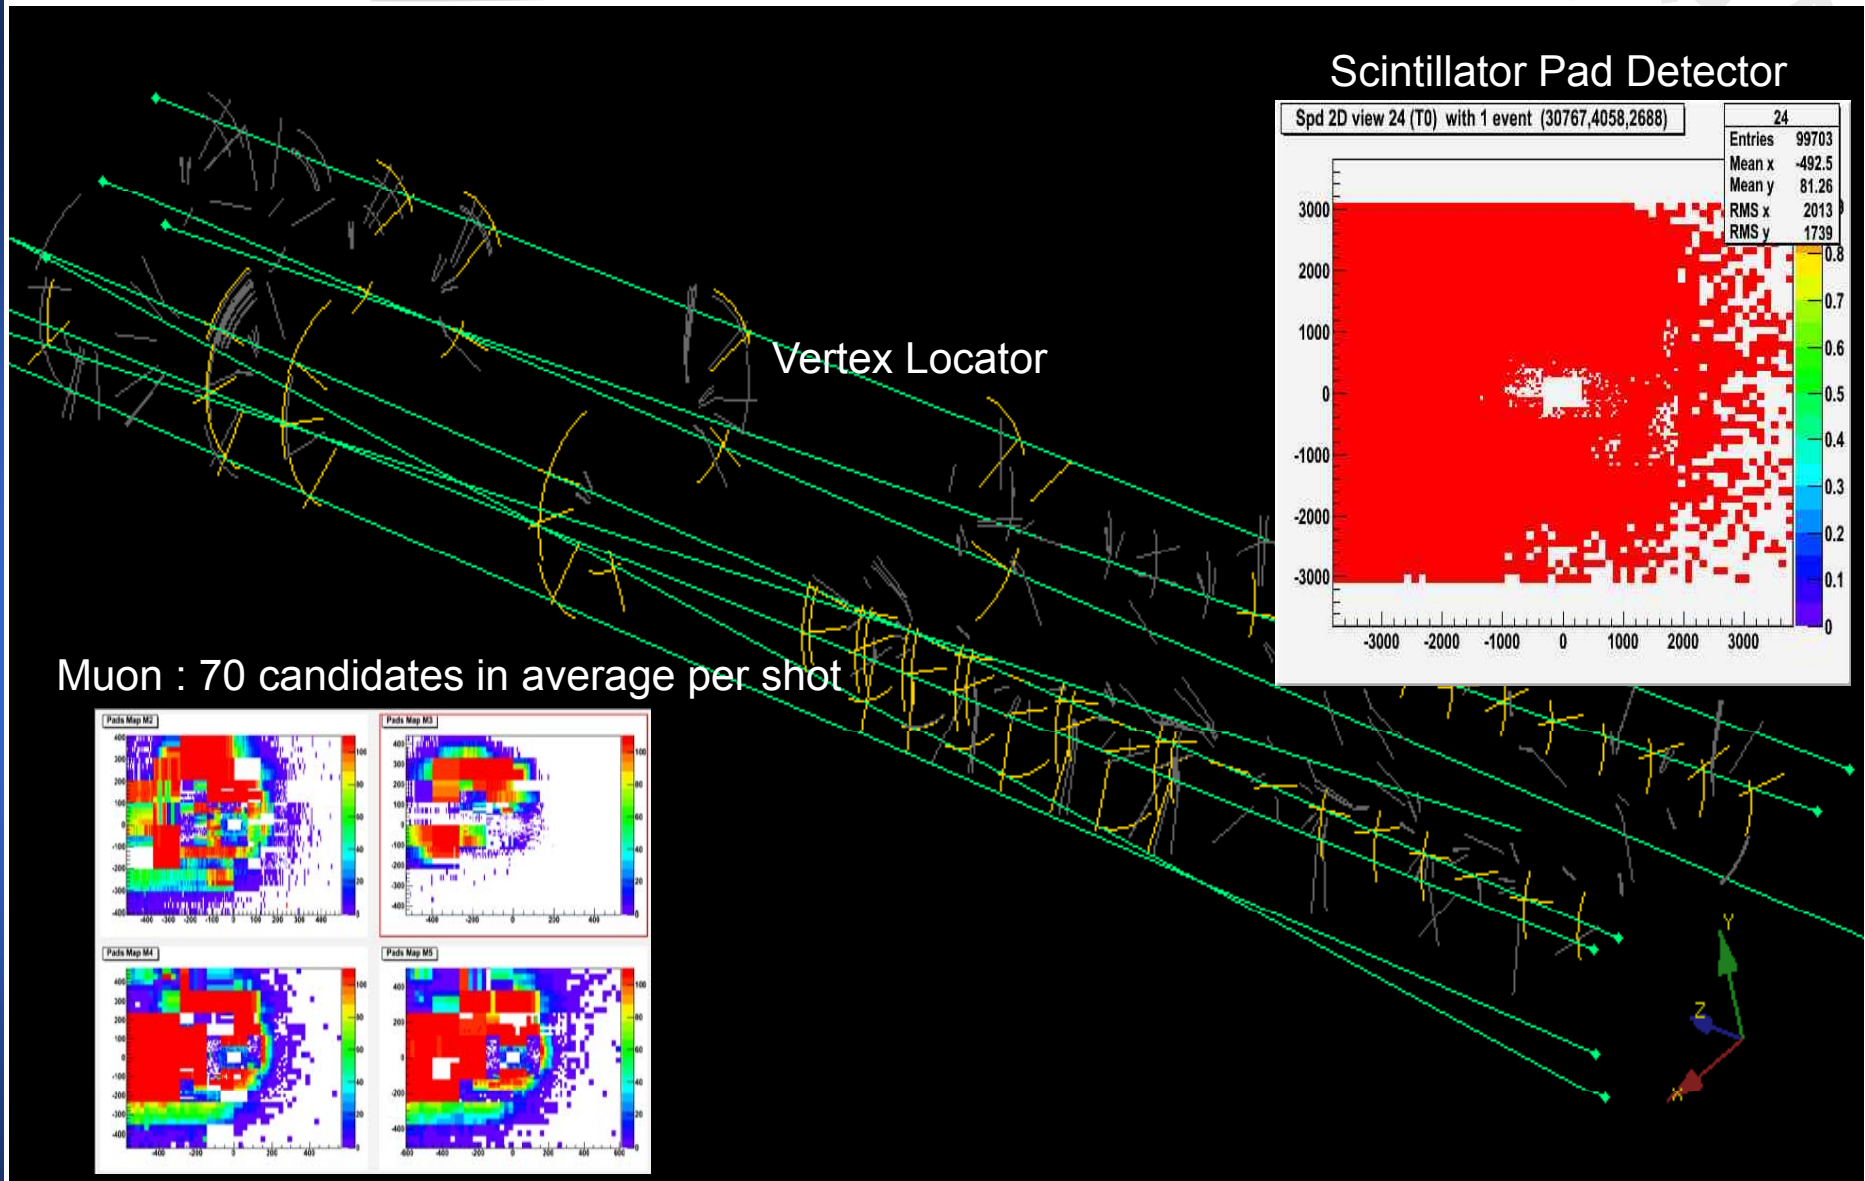 Scintillator Pad Detector
Spd 2D view 24 (T0) with 1 event (30767,4058,2688)
24
Entries 99703
Mean x -492.5
Mean y 81.26
RMS x 2013
RMS y 1739
3000
2000
1000
0
-1000
-2000
-3000
-3000 -2000 -1000 0 1000 2000 3000
0.8
0.7
0.6
0.5
0.4
0.3
0.2
0.1
0
Vertex Locator
Muon : 70 candidates in average per shot
Pads Map M2
Pads Map M3
Pads Map M4
Pads Map M5
Y
Z
X